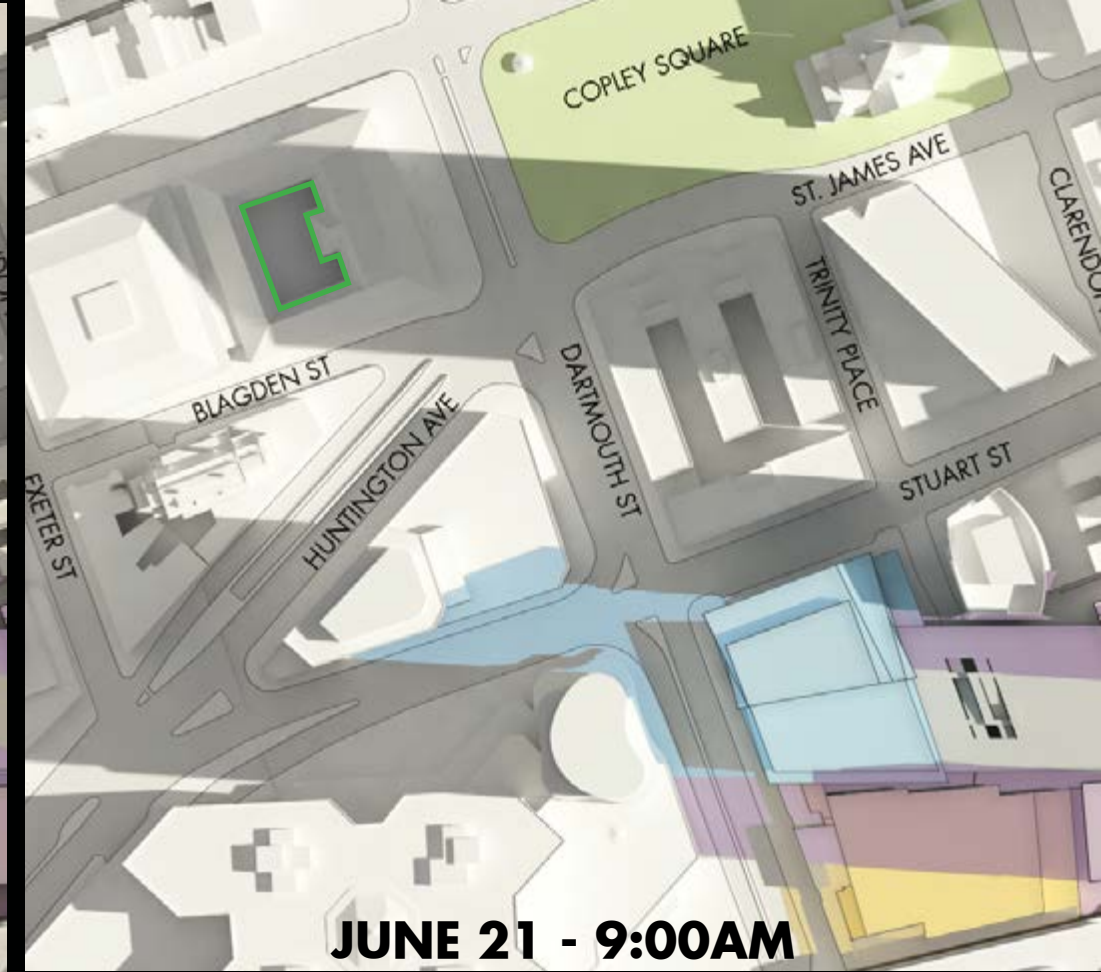 COPLEY SQUARE
ST. JAMES AVE
CLARENDON
TRINITY PLACE
BLAGDEN ST
DARTMOUTH ST
HUNTINGTON AVE
STUART ST
EXETER ST
JUNE 21 - 9:00AM